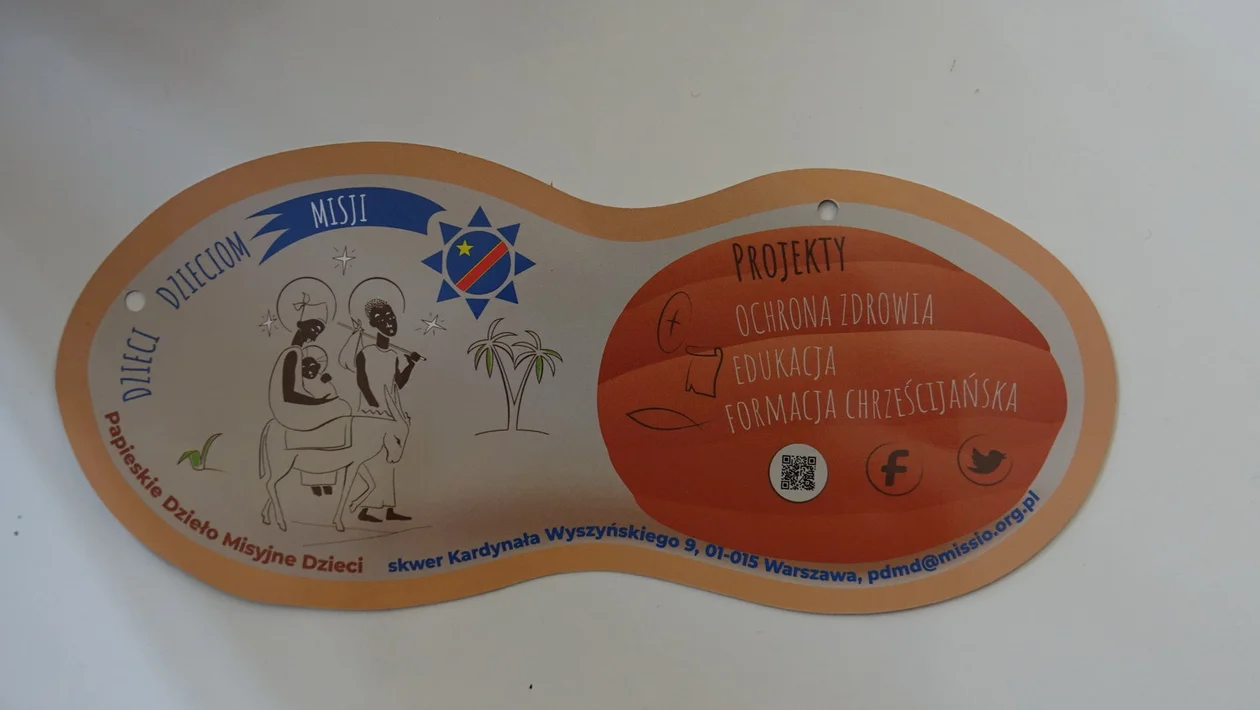 DZIECI DZIECIOM MISJI
Papieskie Dzieło Misyjne Dzieci
skwer Kardynała Wyszyńskiego 9, 01-015 Warszawa, pdmd@missio.org.pl
PROJEKTY
OCHRONA ZDROWIA
EDUKACJA
FORMACJA CHRZEŚCIJAŃSKA